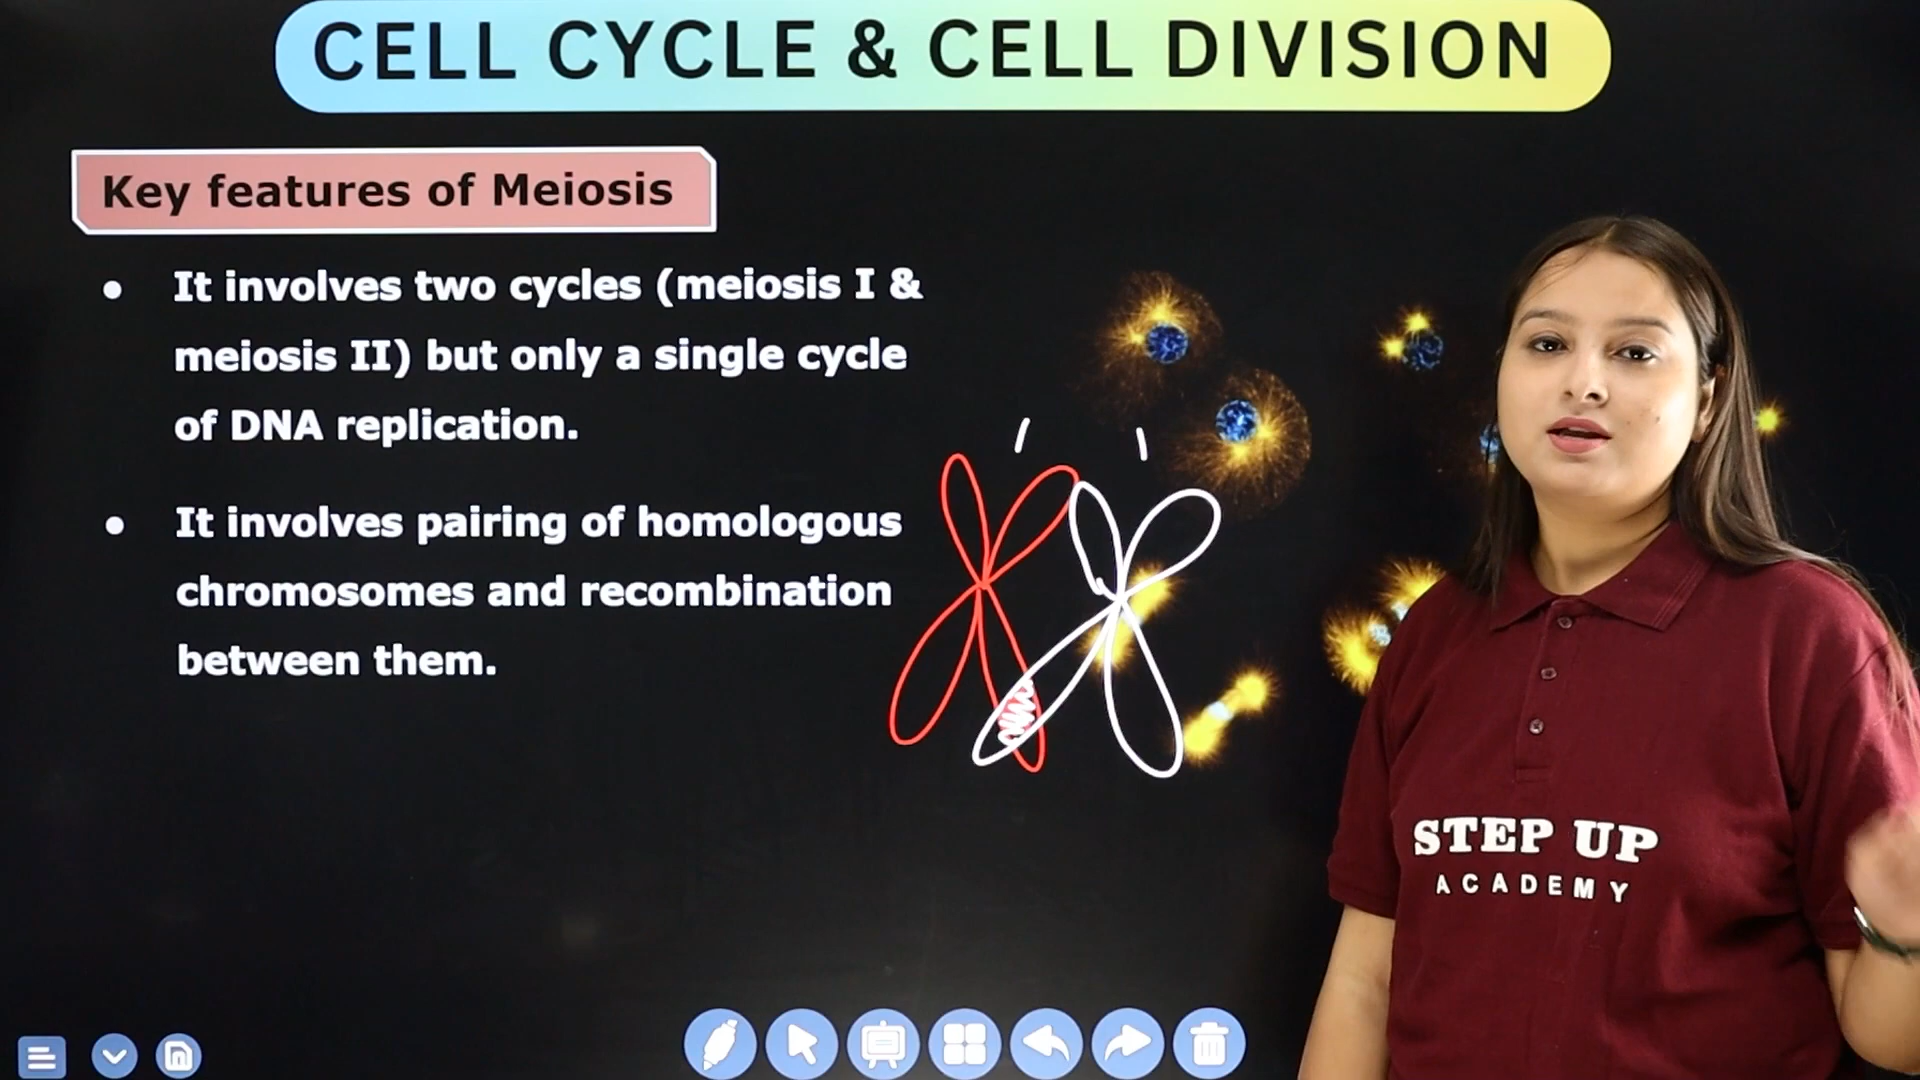 CELL CYCLE & CELL DIVISION
Key features of Meiosis
• It involves two cycles (meiosis I &
meiosis II) but only a single cycle
of DNA replication.
• It involves pairing of homologous
chromosomes and recombination
between them.
STEP UP
ACADEMY